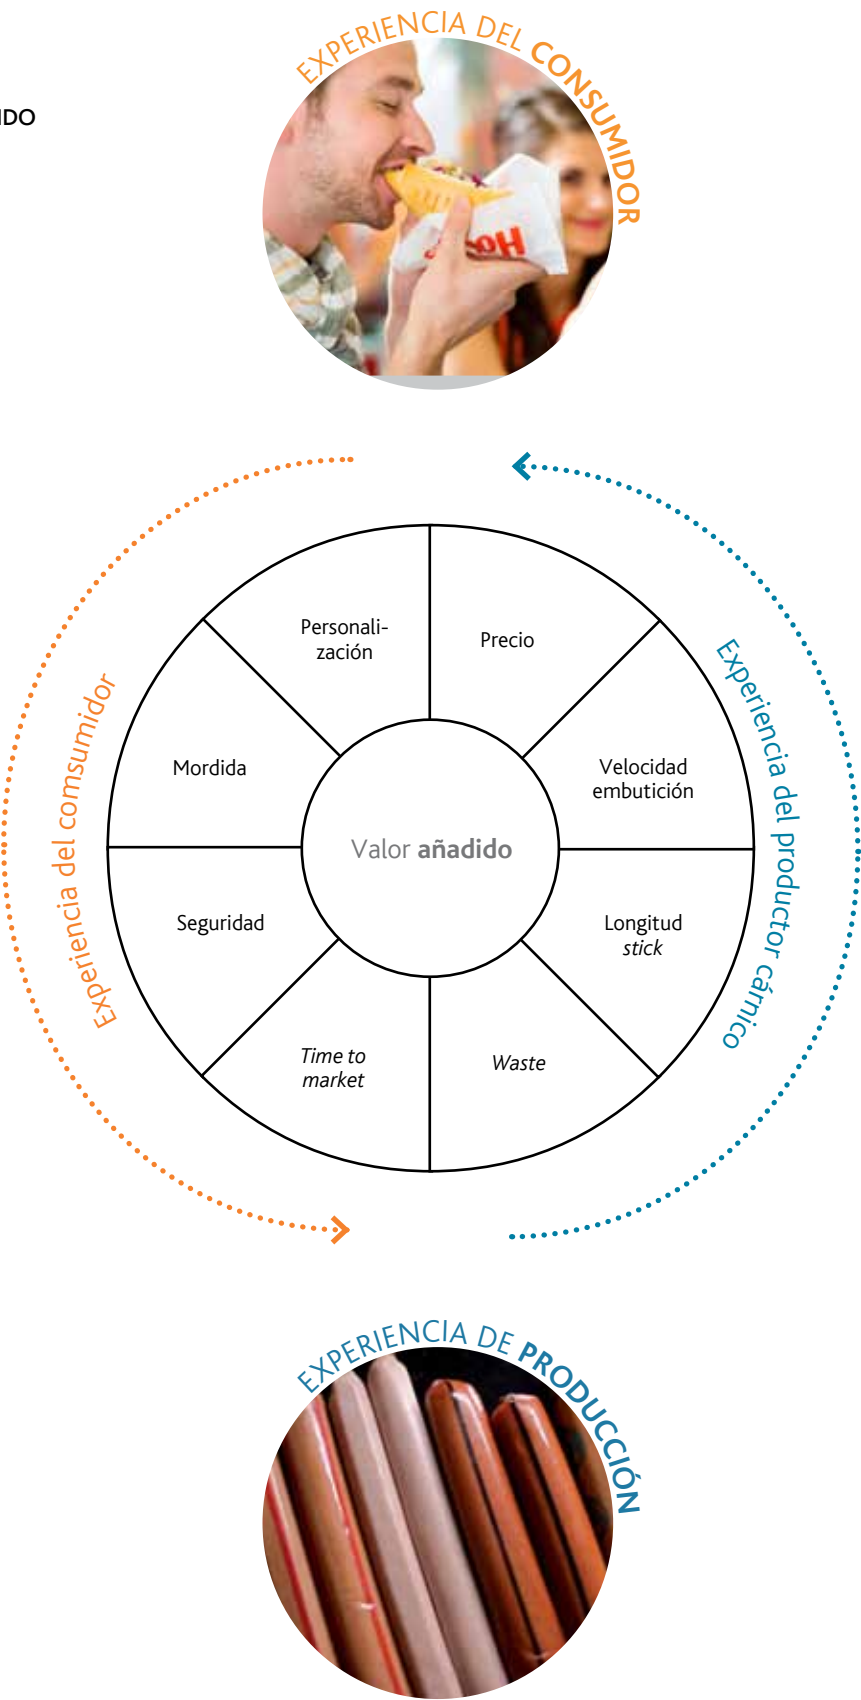 EXPERIENCIA DEL CONSUMIDOR
Personali-
zación
Precio
Mordida
Velocidad
embutición
Valor añadido
Seguridad
Longitud
stick
Time to
market
Waste
Experiencia del comsumidor
Experiencia del productor cárnico
EXPERIENCIA DE PRODUCCIÓN